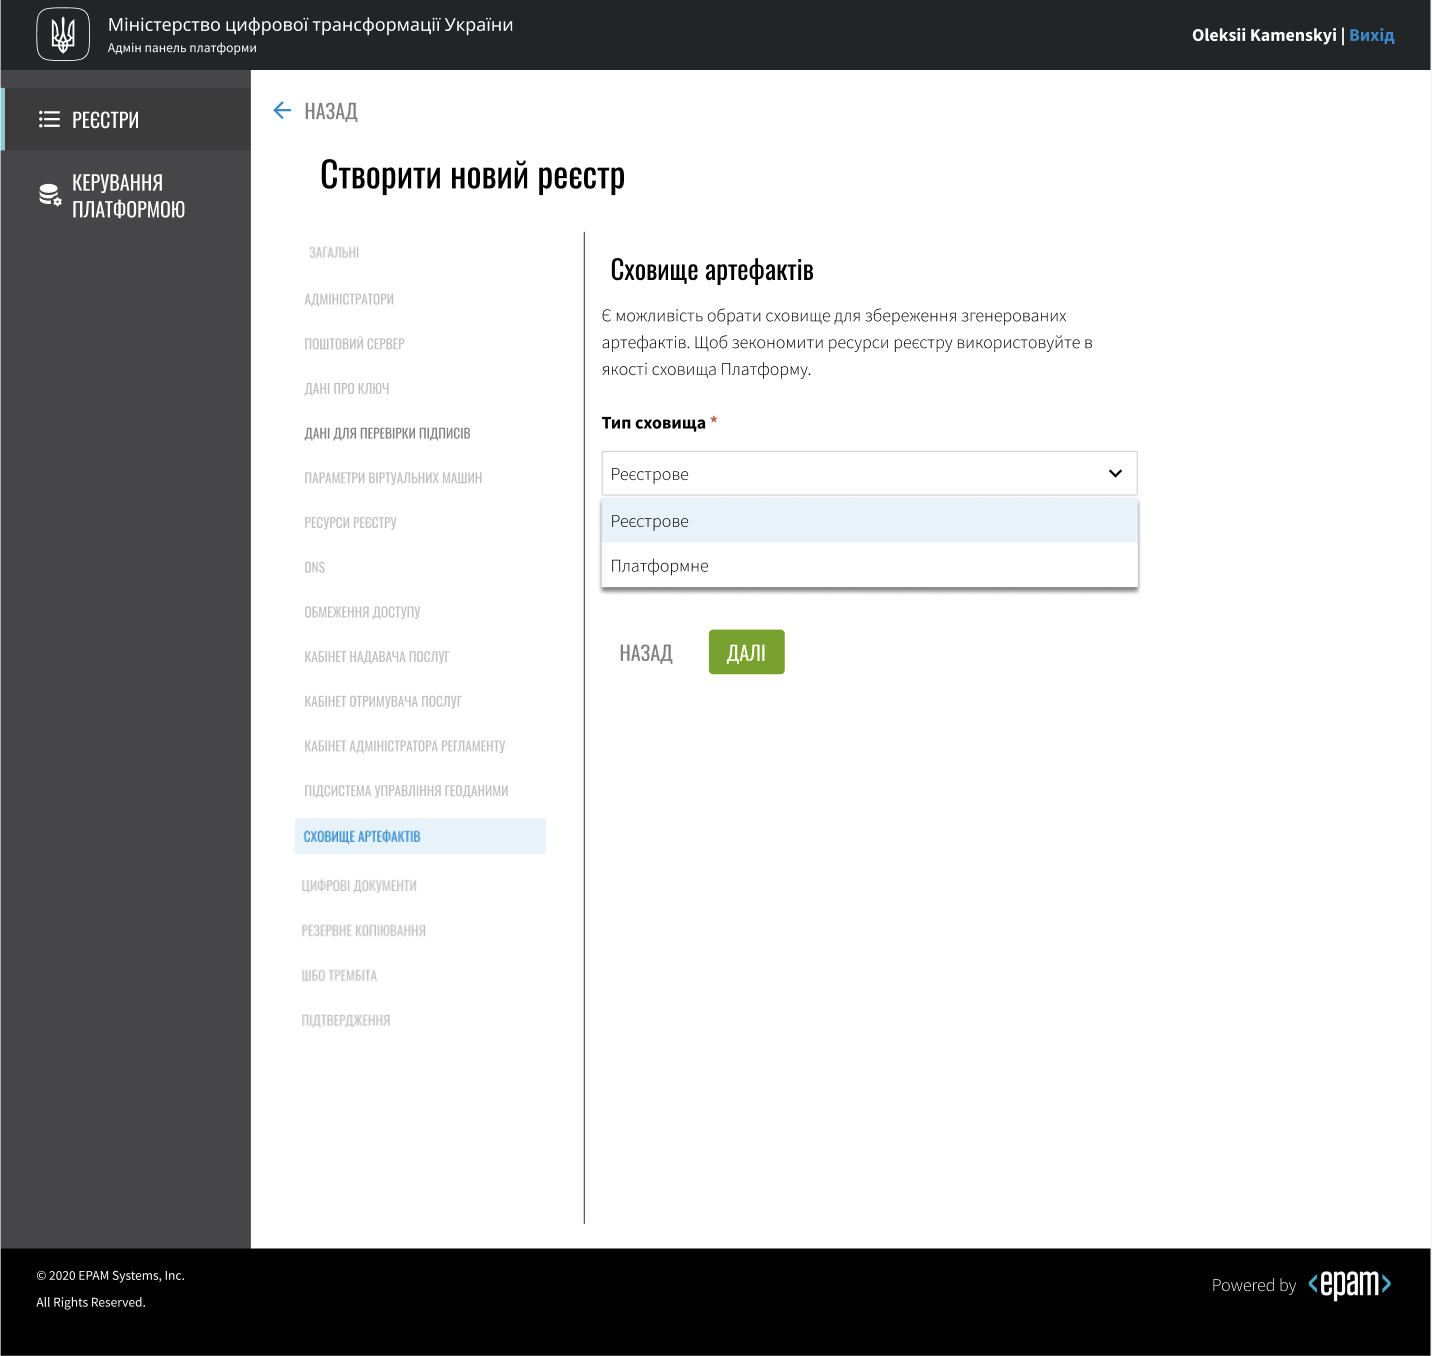 Міністерство цифрової трансформації України
Адмін панель платформи
Oleksii Kamenskyi | Вихід
РЕЄСТРИ
КЕРУВАННЯ
ПЛАТФОРМОЮ
НАЗАД
Створити новий реєстр
ЗАГАЛЬНІ
АДМІНІСТРАТОРИ
ПОШТОВИЙ СЕРВЕР
ДАНІ ПРО КЛЮЧ
ДАНІ ДЛЯ ПЕРЕВІРКИ ПІДПИСІВ
ПАРАМЕТРИ ВІРТУАЛЬНИХ МАШИН
РЕСУРСИ РЕЄСТРУ
DNS
ОБМЕЖЕННЯ ДОСТУПУ
КАБІНЕТ НАДАВАЧА ПОСЛУГ
КАБІНЕТ ОТРИМУВАЧА ПОСЛУГ
КАБІНЕТ АДМІНІСТРАТОРА РЕГЛАМЕНТУ
ПІДСИСТЕМА УПРАВЛІННЯ ГЕОДАНИМИ
СХОВИЩЕ АРТЕФАКТІВ
ЦИФРОВІ ДОКУМЕНТИ
РЕЗЕРВНЕ КОПІЮВАННЯ
ШБО ТРЕМБІТА
ПІДТВЕРДЖЕННЯ
Сховище артефактів
Є можливість обрати сховище для збереження згенерованих
артефактів. Щоб зекономити ресурси реєстру використовуйте в
якості сховища Платформу.
Тип сховища *
Реєстрове
Реєстрове
Платформне
НАЗАД
ДАЛІ
© 2020 EPAM Systems, Inc.
All Rights Reserved.
Powered by <epam>